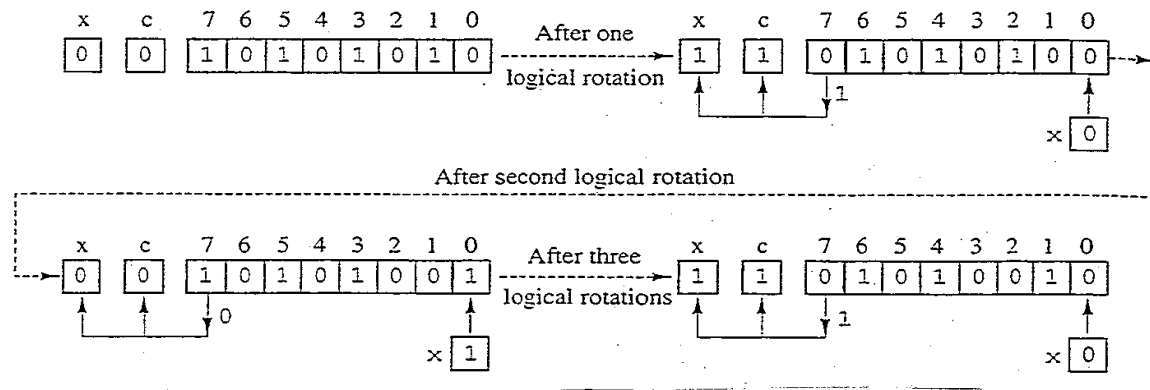 x c 7 6 5 4 3 2 1 0 x c 7 6 5 4 3 2 1 0
0 0 1 0 1 0 1 0 1 0 After one logical rotation 1 1 0 1 0 1 0 1 0 0
1
x 0
After second logical rotation
x c 7 6 5 4 3 2 1 0 x c 7 6 5 4 3 2 1 0
0 0 1 0 1 0 1 0 0 1 After three logical rotations 1 1 0 1 0 1 0 0 1 0
0 1
x 1 x 0